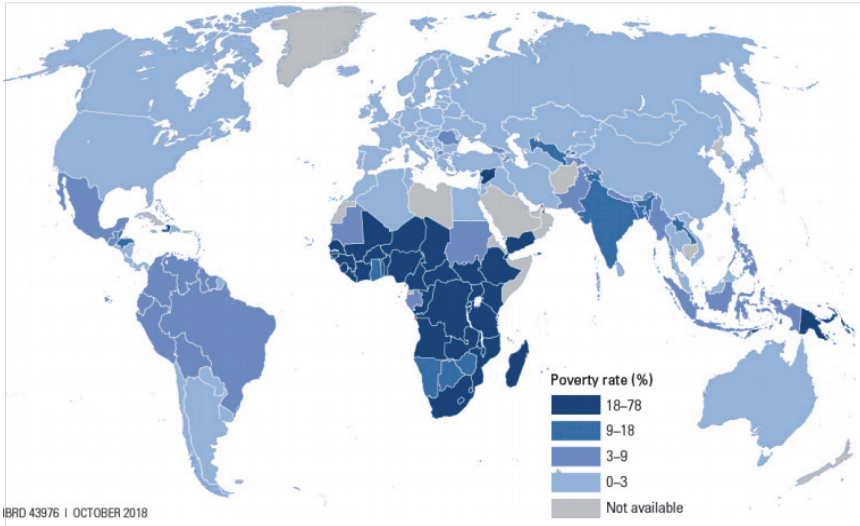 Poverty rate (%)
18–78
9–18
3–9
0–3
Not available
IBRD 43976 | OCTOBER 2018